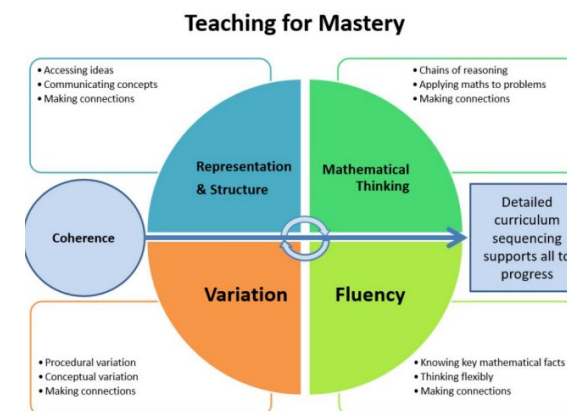 Teaching for Mastery
• Accessing ideas
• Communicating concepts
• Making connections
• Chains of reasoning
• Applying maths to problems
• Making connections
Representation
& Structure
Mathematical
Thinking
Coherence
Detailed
curriculum
sequencing
supports all to
progress
Variation
Fluency
• Procedural variation
• Conceptual variation
• Making connections
• Knowing key mathematical facts
• Thinking flexibly
• Making connections